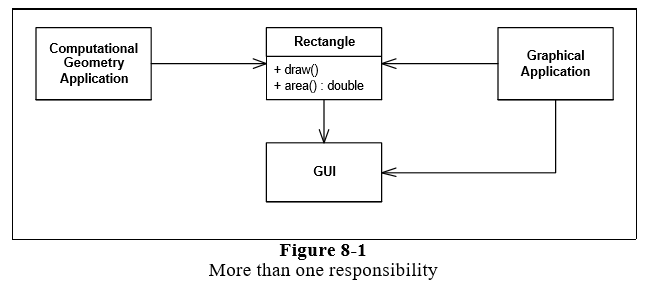 Computational
Geometry
Application
Rectangle
+ draw()
+ area() : double
Graphical
Application
GUI
Figure 8-1
More than one responsibility